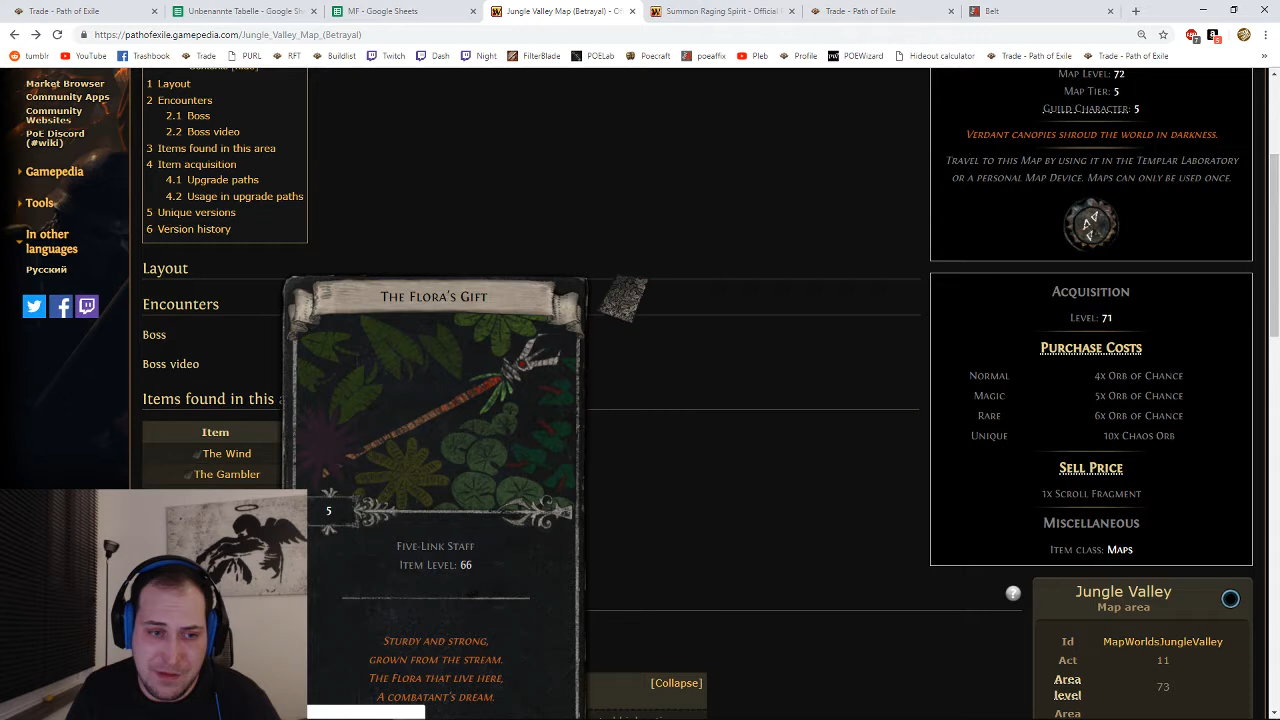 Trade - Path of Exile
MF - Google Sheets
MF - Google Sheets
Jungle Valley Map (Betrayal) - Of
Summon Raging Spirit - Official
Trade - Path of Exile
Belt
https://pathofexile.gamepedia.com/Jungle_Valley_Map_(Betrayal)
tumblr
YouTube
Trashbook
Trade
PRL
RFT
Buildlist
Twitch
Dash
Night
FilterBlade
POELab
Poecraft
poeaffix
Pleb
POEWizard
Hideout calculator
Trade - Path of Exile
Trade - Path of Exile
Market Browser
Community Apps
Community
Websites
PoE Discord
(#wiki)
Gamepedia
Tools
In other
languages
Русский
1 Layout
2 Encounters
2.1 Boss
2.2 Boss video
3 Items found in this area
4 Item acquisition
4.1 Upgrade paths
4.2 Usage in upgrade paths
5 Unique versions
6 Version history
Layout
Encounters
Boss
Boss video
Items found in this
Item
The Wind
The Gambler
The Flora's Gift
5
Five-Link Staff
Item Level: 66
Sturdy and strong,
grown from the stream.
The Flora that live here,
A combatant's dream.
[Collapse]
Map Level: 72
Map Tier: 5
Guild Character: 5
Verdant canopies shroud the world in darkness.
Travel to this Map by using it in the Templar Laboratory
or a personal Map Device. Maps can only be used once.
Acquisition
Level: 71
Purchase Costs
Normal 4x Orb of Chance
Magic 5x Orb of Chance
Rare 6x Orb of Chance
Unique 10x Chaos Orb
Sell Price
1x Scroll Fragment
Miscellaneous
Item class: Maps
Jungle Valley
Map area
Id MapWorldsJungleValley
Act 11
Area
level 73
Area